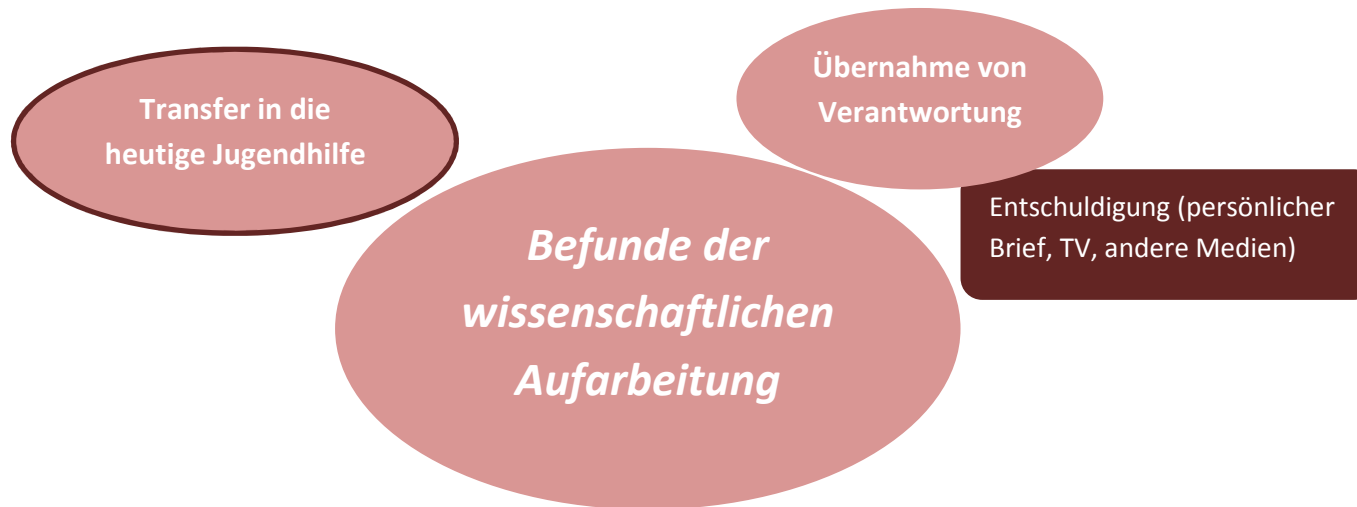 Transfer in die
heutige Jugendhilfe
Übernahme von
Verantwortung
Entschuldigung (persönlicher
Brief, TV, andere Medien)
Befunde der
wissenschaftlichen
Aufarbeitung